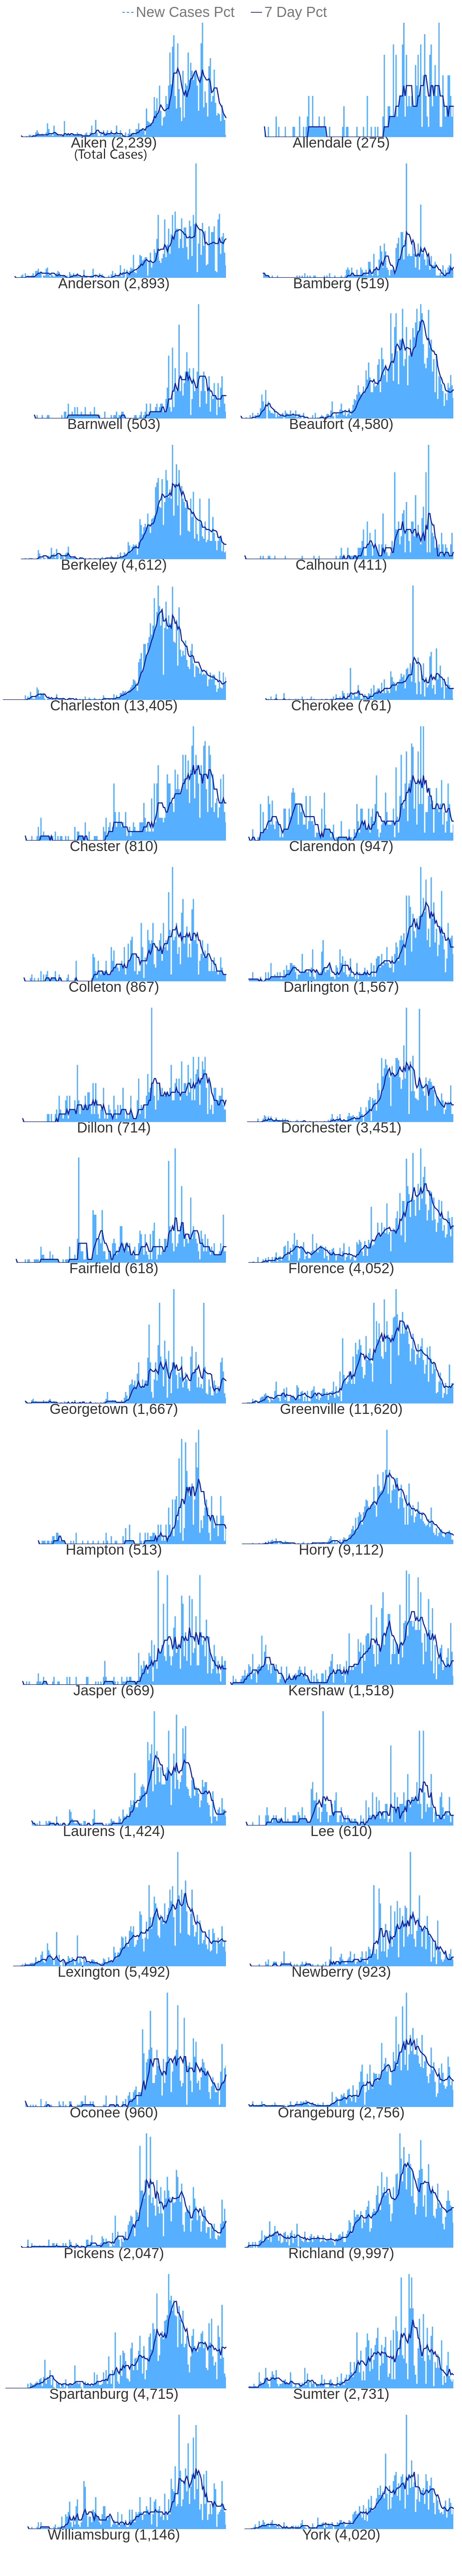 New Cases Pct 7 Day Pct
Aiken (2,239) Allendale (275)
(Total Cases)
Anderson (2,893) Bamberg (519)
Barnwell (503) Beaufort (4,580)
Berkeley (4,612) Calhoun (411)
Charleston (13,405) Cherokee (761)
Chester (810) Clarendon (947)
Colleton (867) Darlington (1,567)
Dillon (714) Dorchester (3,451)
Fairfield (618) Florence (4,052)
Georgetown (1,667) Greenville (11,620)
Hampton (513) Horry (9,112)
Jasper (669) Kershaw (1,518)
Laurens (1,424) Lee (610)
Lexington (5,492) Newberry (923)
Oconee (960) Orangeburg (2,756)
Pickens (2,047) Richland (9,997)
Spartanburg (4,715) Sumter (2,731)
Williamsburg (1,146) York (4,020)